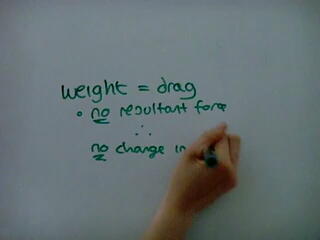 weight = drag
• no resultant force
∴
no change in